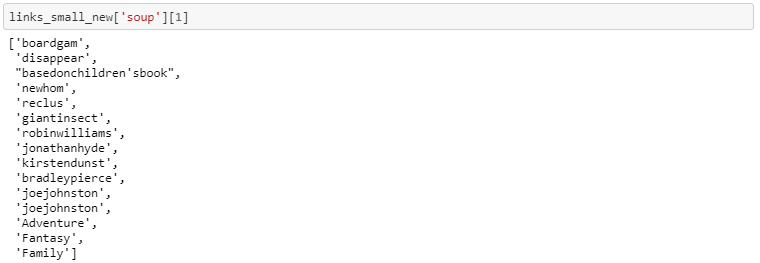 links_small_new['soup'][1]
['boardgam',
'disappear',
"basedonchildren'sbook",
'newhom',
'reclus',
'giantinsect',
'robinwilliams',
'jonathanhyde',
'kirstendunst',
'bradleypierce',
'joejohnston',
'joejohnston',
'Adventure',
'Fantasy',
'Family']